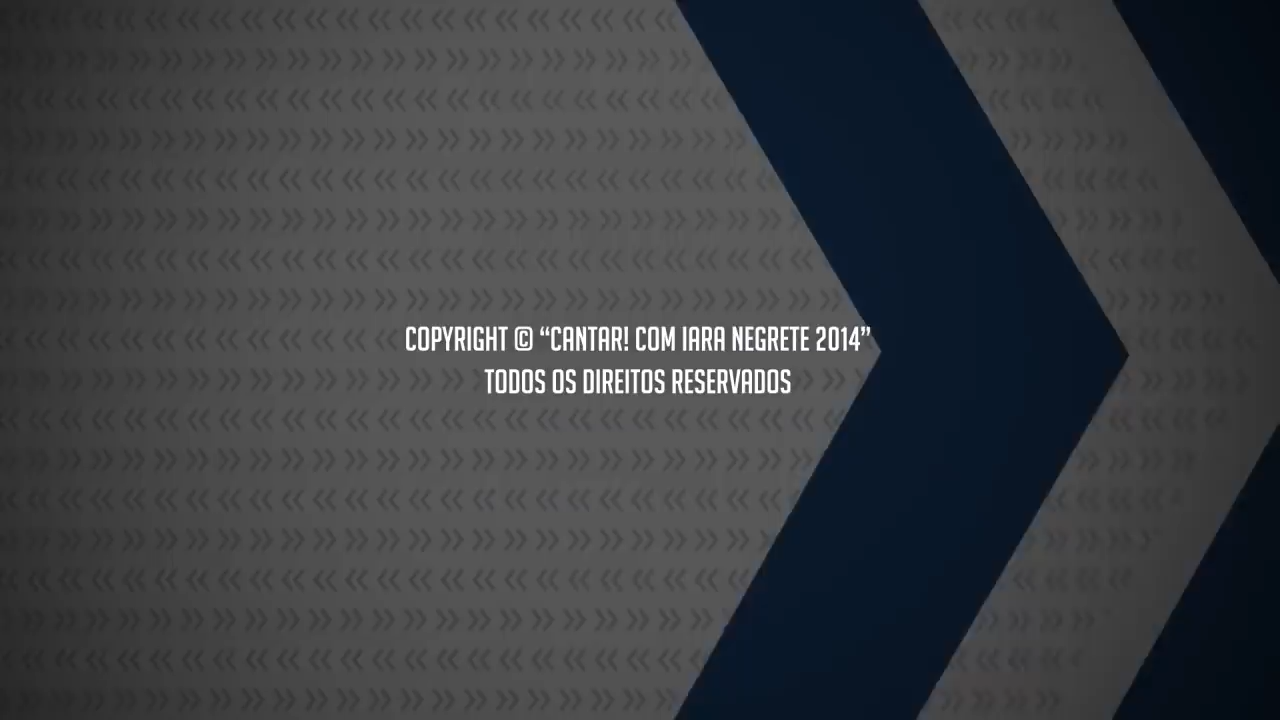 COPYRIGHT © “CANTAR! COM IARA NEGRETE 2014”
TODOS OS DIREITOS RESERVADOS